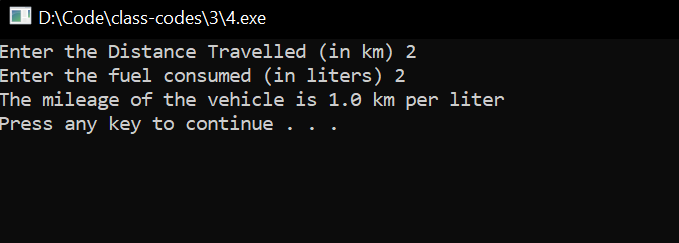 D:\Code\class-codes\3\4.exe
Enter the Distance Travelled (in km) 2
Enter the fuel consumed (in liters) 2
The mileage of the vehicle is 1.0 km per liter
Press any key to continue . . .